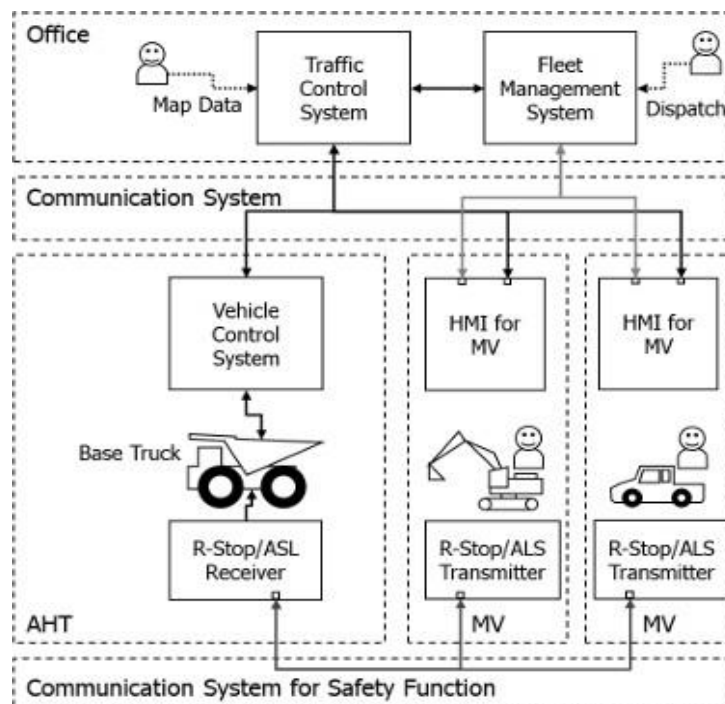 Office
Traffic
Control
System
Fleet
Management
System
Map Data
Dispatch
Communication System
Vehicle
Control
System
HMI for
MV
HMI for
MV
Base Truck
R-Stop/ASL
Receiver
R-Stop/ALS
Transmitter
R-Stop/ALS
Transmitter
AHT
MV
MV
Communication System for Safety Function